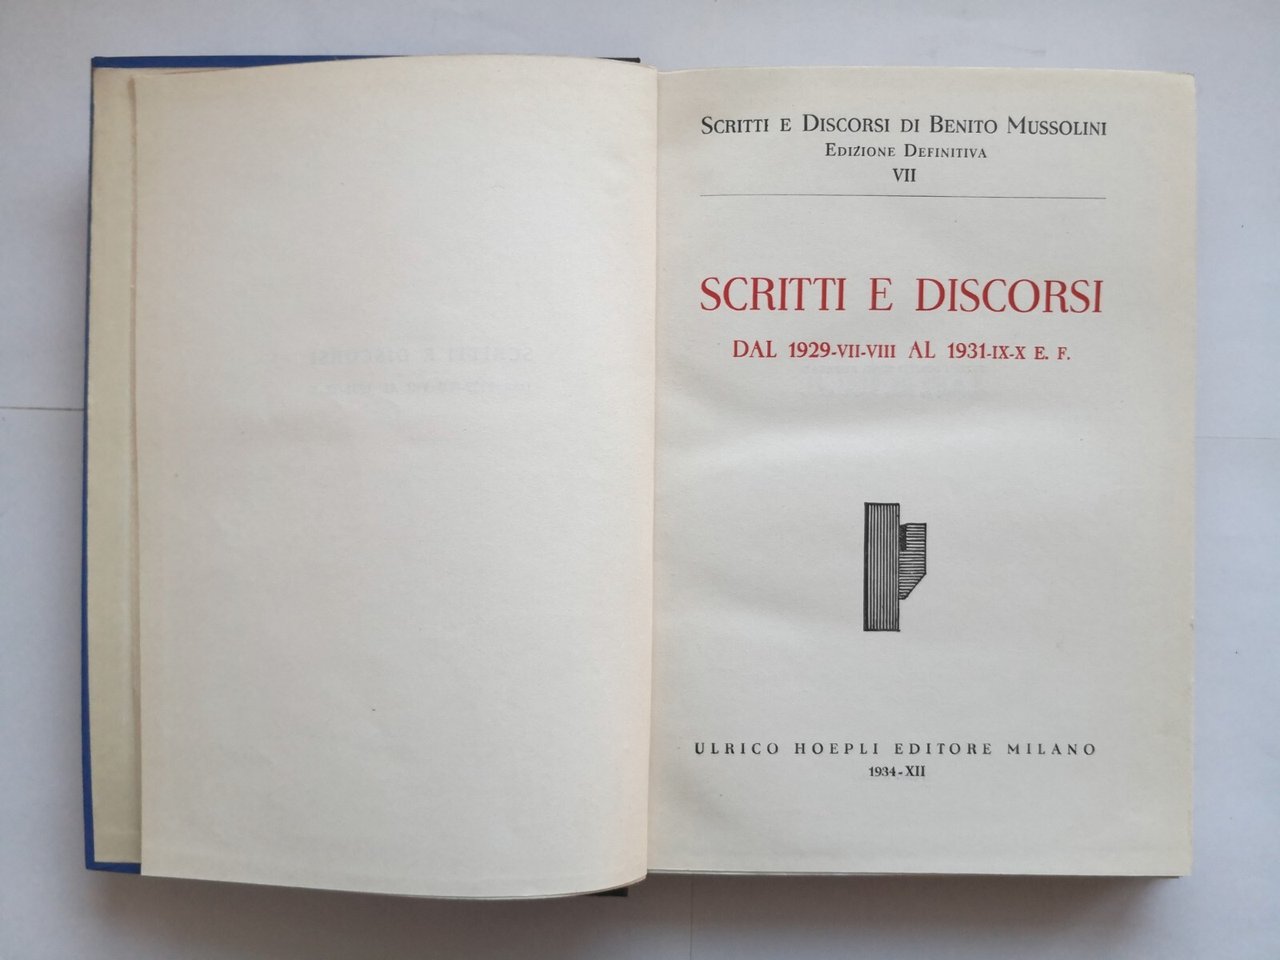 SCRITTI E DISCORSI DI BENITO MUSSOLINI
EDIZIONE DEFINITIVA
VII
SCRITTI E DISCORSI
DAL 1929-VII-VIII AL 1931-IX-X E. F.
ULRICO HOEPLI EDITORE MILANO
1934-XII